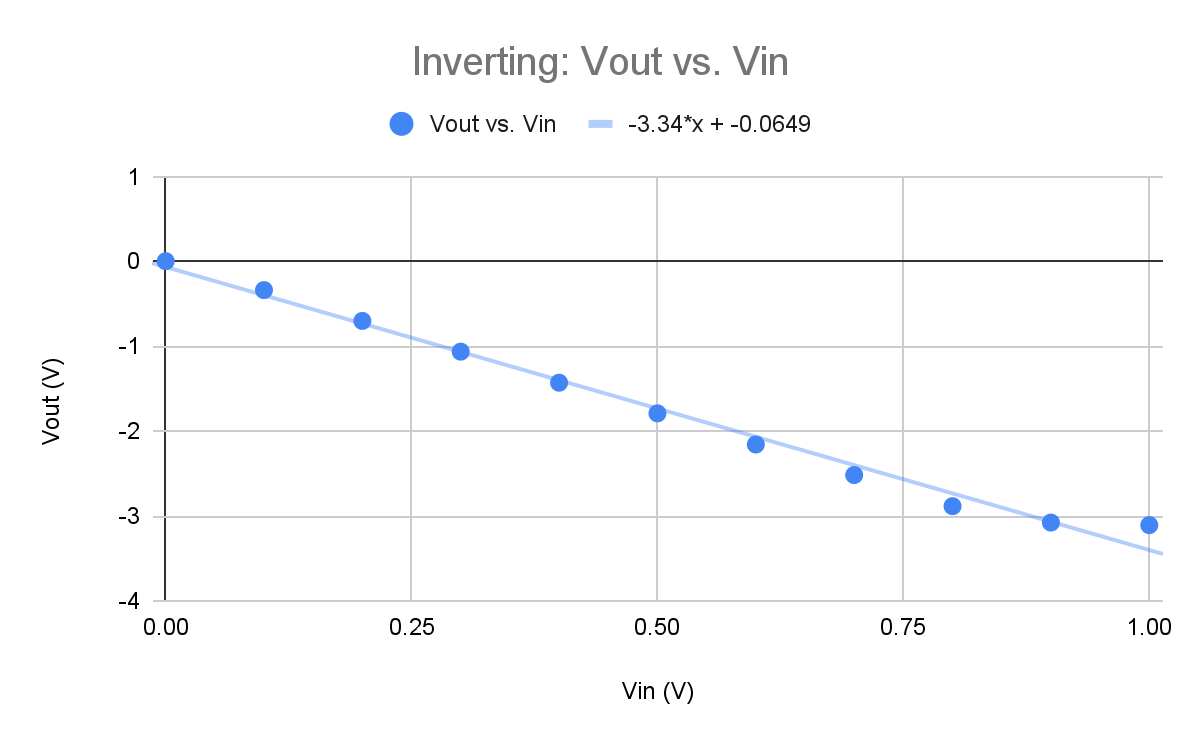 Inverting: Vout vs. Vin
Vout vs. Vin
-3.34*x + -0.0649
1
0
-1
-2
-3
-4
Vout (V)
0.00
0.25
0.50
0.75
1.00
Vin (V)